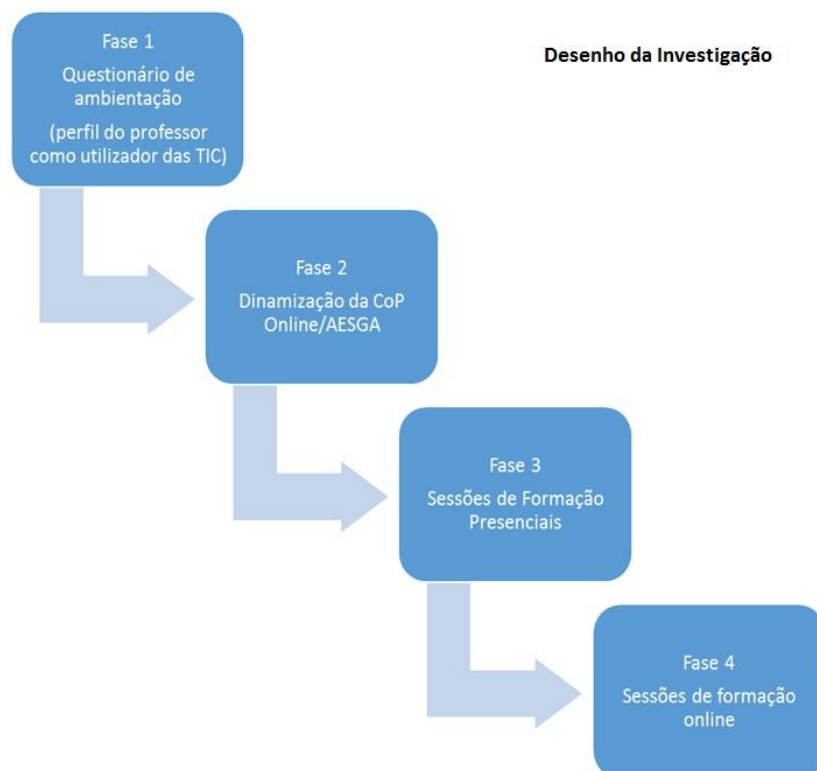 Desenho da Investigação
Fase 1
Questionário de
ambientação
(perfil do professor
como utilizador das TIC)
Fase 2
Dinamização da CoP
Online/AESGA
Fase 3
Sessões de Formação
Presenciais
Fase 4
Sessões de formação
online